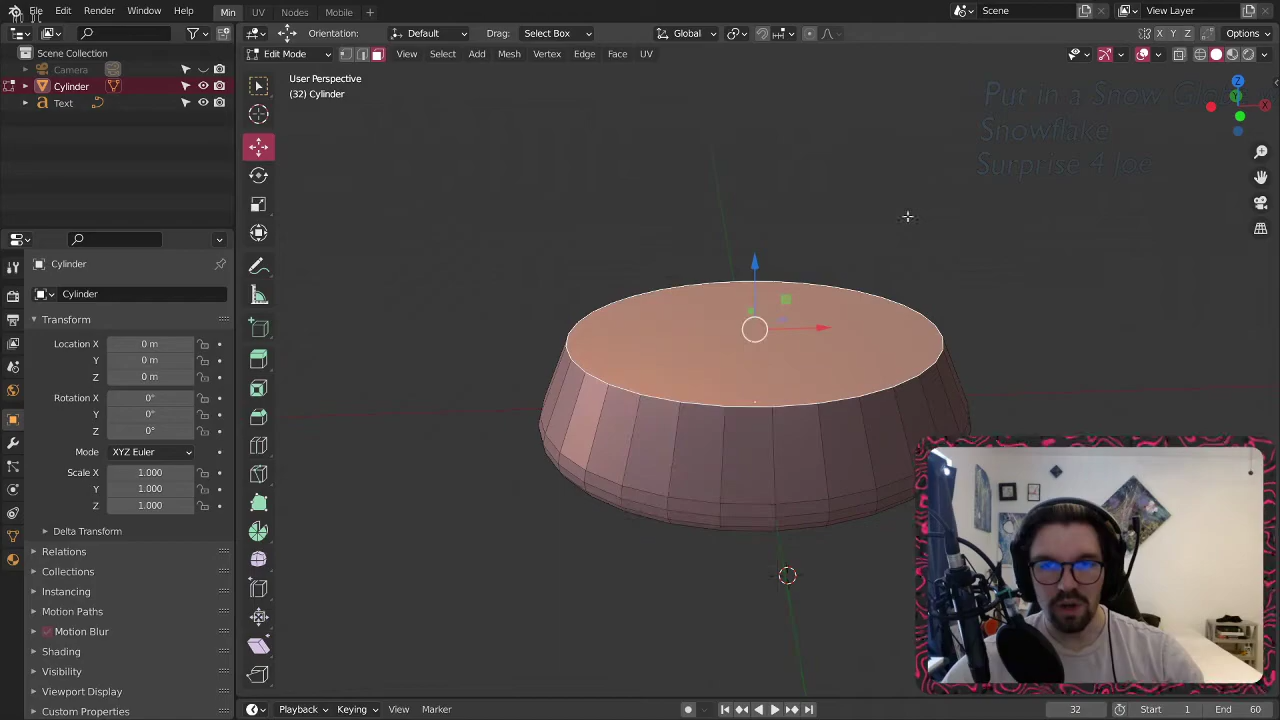 File Edit Render Window Help Min UV Nodes Mobile + Scene View Layer
Orientation: Default Drag: Select Box Global X Y Z Options
Scene Collection
Edit Mode View Select Add Mesh Vertex Edge Face UV
Camera
Cylinder
Text
User Perspective
(32) Cylinder
Put in a Snow
Snowflake
Surprise 4 Joe
Z
Y
X
Cylinder
Cylinder
Transform
Location X 0 m
Y 0 m
Z 0 m
Rotation X 0°
Y 0°
Z 0°
Mode XYZ Euler
Scale X 1.000
Y 1.000
Z 1.000
Delta Transform
Relations
Collections
Instancing
Motion Paths
Motion Blur
Shading
Visibility
Viewport Display
Custom Properties
Playback Keying View Marker 32 Start 1 End 60